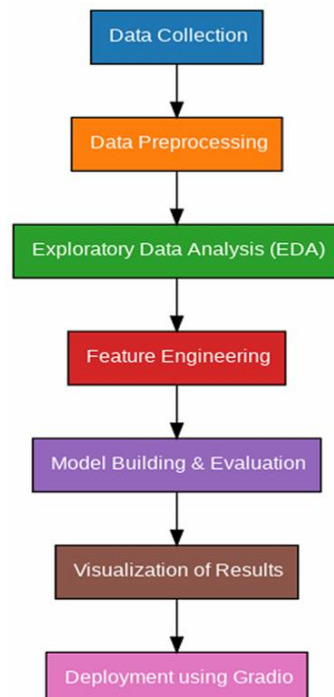 Data Collection
Data Preprocessing
Exploratory Data Analysis (EDA)
Feature Engineering
Model Building & Evaluation
Visualization of Results
Deployment using Gradio